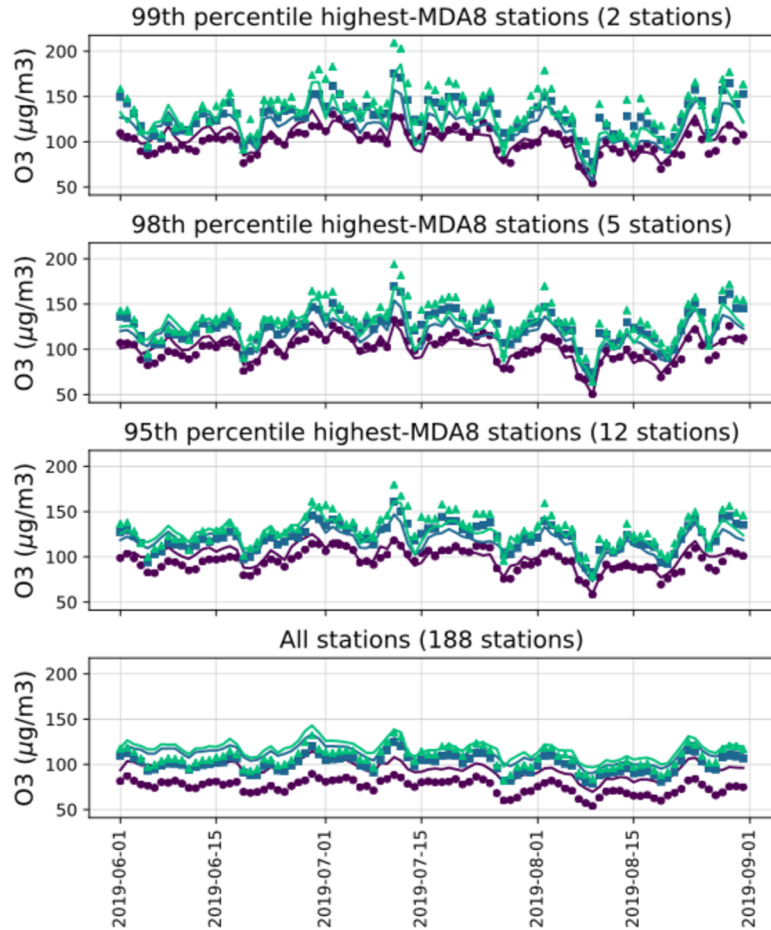 99th percentile highest-MDA8 stations (2 stations)
200
150
100
50
O3 (μg/m3)
98th percentile highest-MDA8 stations (5 stations)
200
150
100
50
O3 (μg/m3)
95th percentile highest-MDA8 stations (12 stations)
200
150
100
50
O3 (μg/m3)
All stations (188 stations)
200
150
100
50
O3 (μg/m3)
2019-06-01
2019-06-15
2019-07-01
2019-07-15
2019-08-01
2019-08-15
2019-09-01